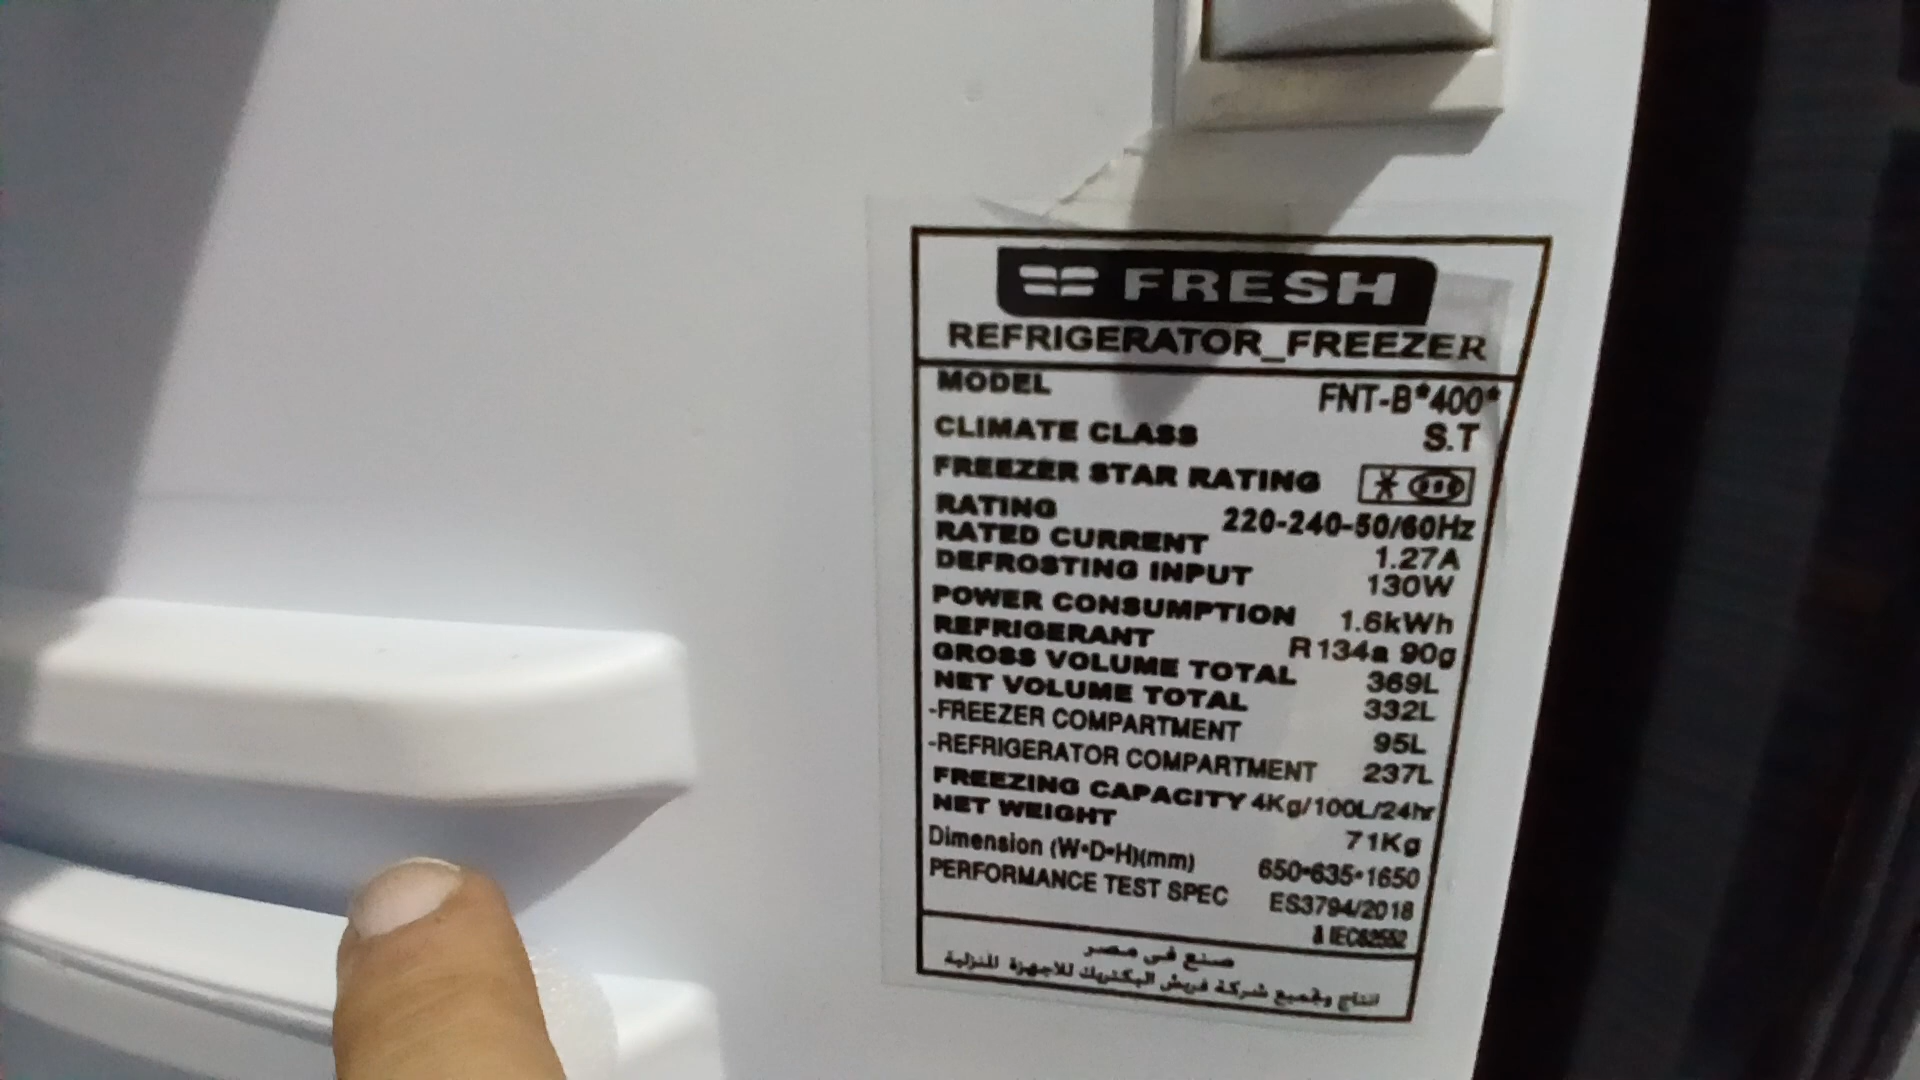 FRESH
REFRIGERATOR_FREEZER
MODEL FNT-B*400*
CLIMATE CLASS S.T
FREEZER STAR RATING
RATING 220-240-50/60Hz
RATED CURRENT 1.27A
DEFROSTING INPUT 130W
POWER CONSUMPTION 1.6kWh
REFRIGERANT R134a 90g
GROSS VOLUME TOTAL 369L
NET VOLUME TOTAL 332L
-FREEZER COMPARTMENT 95L
-REFRIGERATOR COMPARTMENT 237L
FREEZING CAPACITY 4Kg/100L/24hr
NET WEIGHT 71Kg
Dimension (W*D*H)(mm) 650*635*1650
PERFORMANCE TEST SPEC ES3794/2018
& IEC62552
صنع في مصر
انتاج وتجميع شركة فريش اليكتريك للاجهزة المنزلية